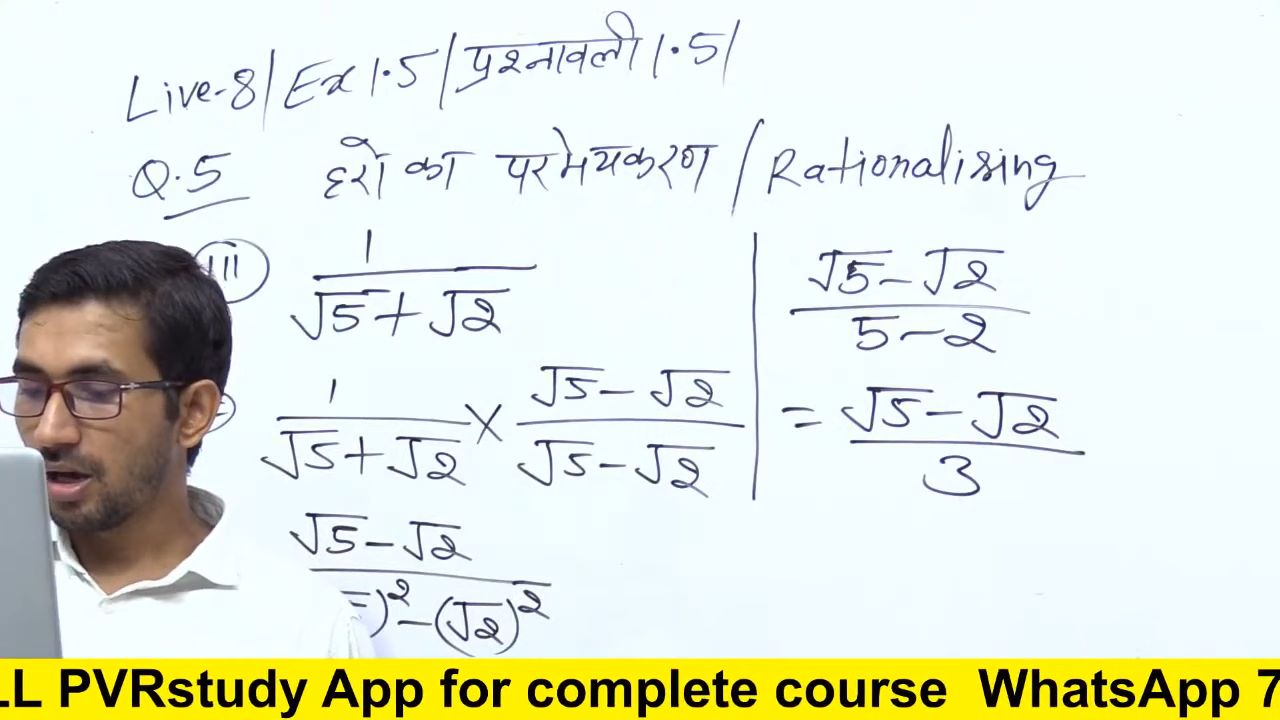 Live-8| Ex 1.5| प्रश्नावली 1.5|
Q.5 हरों का परमेयकरण / Rationalising
III
1
√5+√2
1 × √5-√2
√5+√2 √5-√2
√5-√2
)² - (√2)²
√5-√2
5-2
= √5-√2
3
LL PVRstudy App for complete course WhatsApp 7